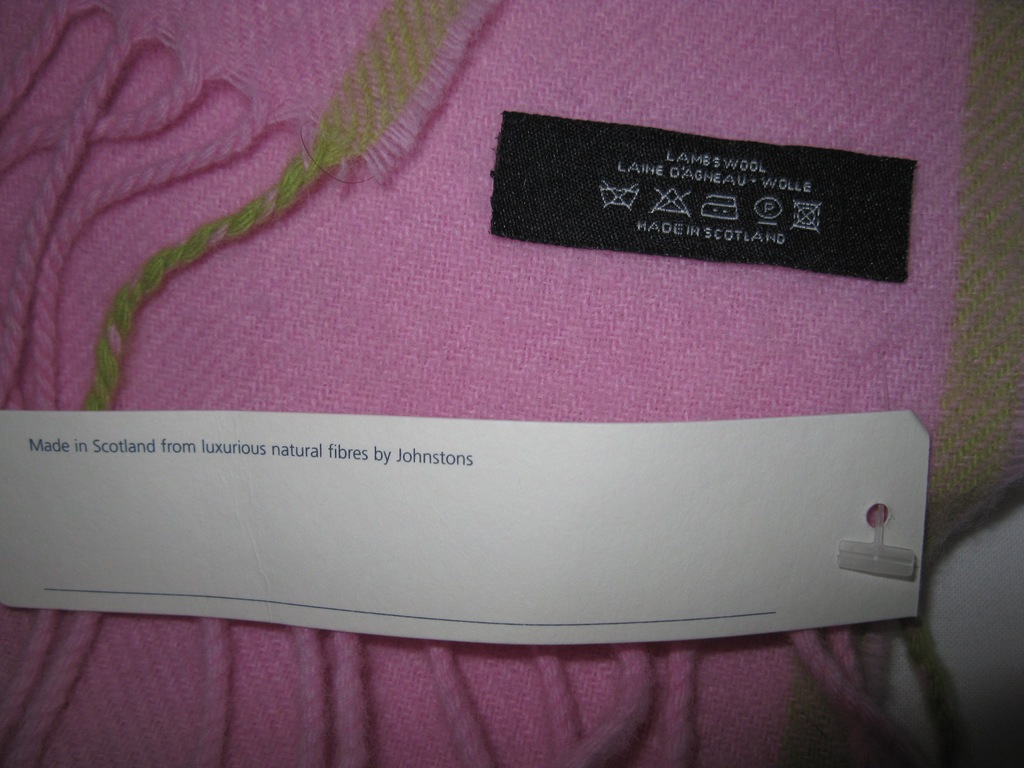 LAMBSWOOL
LAINE D'AGNEAU • WOLLE
P
MADE IN SCOTLAND
Made in Scotland from luxurious natural fibres by Johnstons